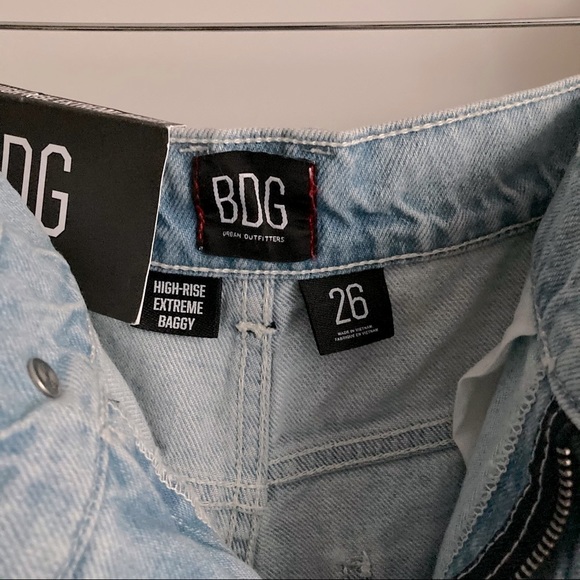 DG
BDG
URBAN OUTFITTERS
HIGH-RISE
EXTREME
BAGGY
26
MADE IN VIETNAM
FABRIQUÉ EN VIETNAM